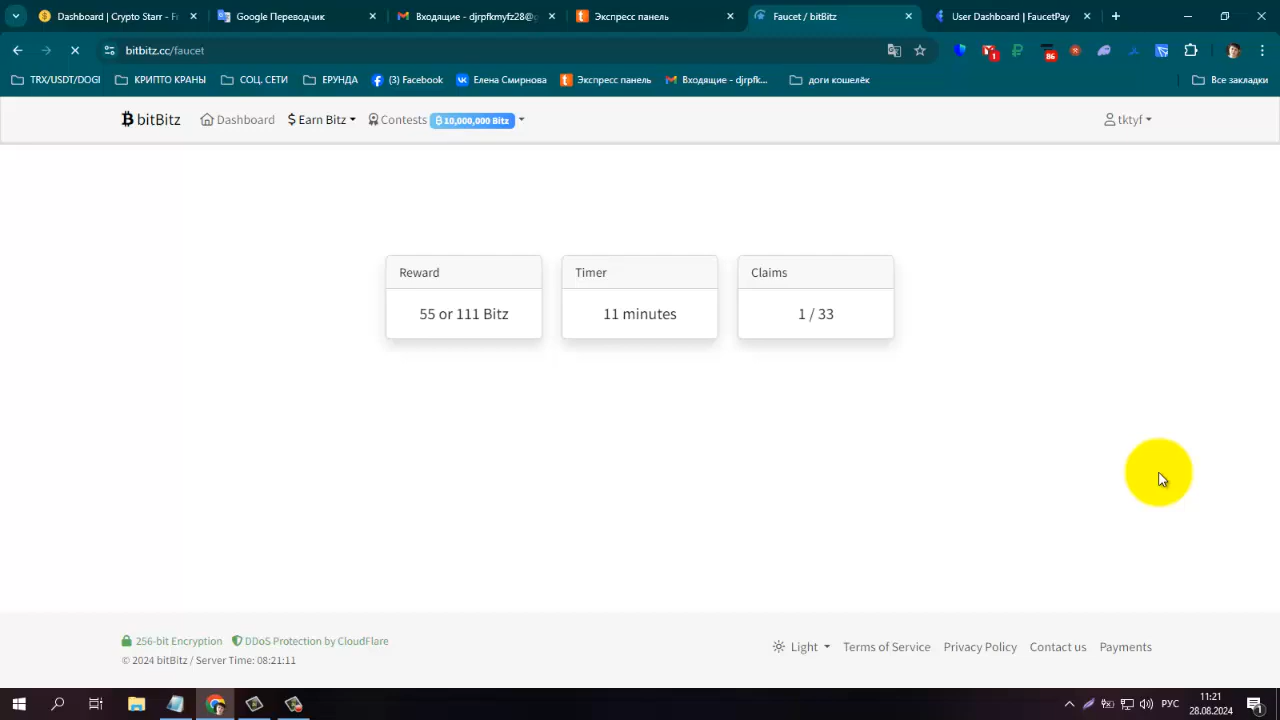 Dashboard | Crypto Starr - F
Google Переводчик
Входящие - djrpfkmyfz28@g
Экспресс панель
Faucet / bitBitz
User Dashboard | FaucetPay
bitbitz.cc/faucet
1
86
TRX/USDT/DOGI
КРИПТО КРАНЫ
СОЦ. СЕТИ
ЕРУНДА
(3) Facebook
Елена Смирнова
Экспресс панель
Входящие - djrpfk...
доги кошелёк
Все закладки
bitBitz
Dashboard
$ Earn Bitz
Contests
10,000,000 Bitz
tktyf
Reward
55 or 111 Bitz
Timer
11 minutes
Claims
1 / 33
256-bit Encryption
DDoS Protection by CloudFlare
© 2024 bitBitz / Server Time: 08:21:11
Light
Terms of Service
Privacy Policy
Contact us
Payments
РУС
11:21
28.08.2024
1